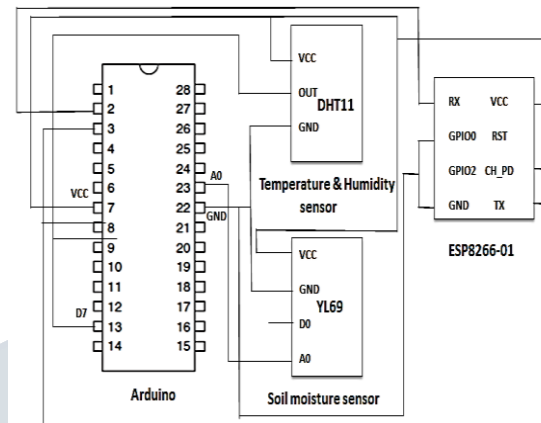 1 28
2 27
3 26
4 25
5 24
6 23
7 22
8 21
9 20
10 19
11 18
12 17
13 16
14 15
VCC
D7
A0
GND
Arduino
VCC
OUT
DHT11
GND
Temperature & Humidity
sensor
VCC
GND
YL69
D0
A0
Soil moisture sensor
RX VCC
GPIO0 RST
GPIO2 CH_PD
GND TX
ESP8266-01